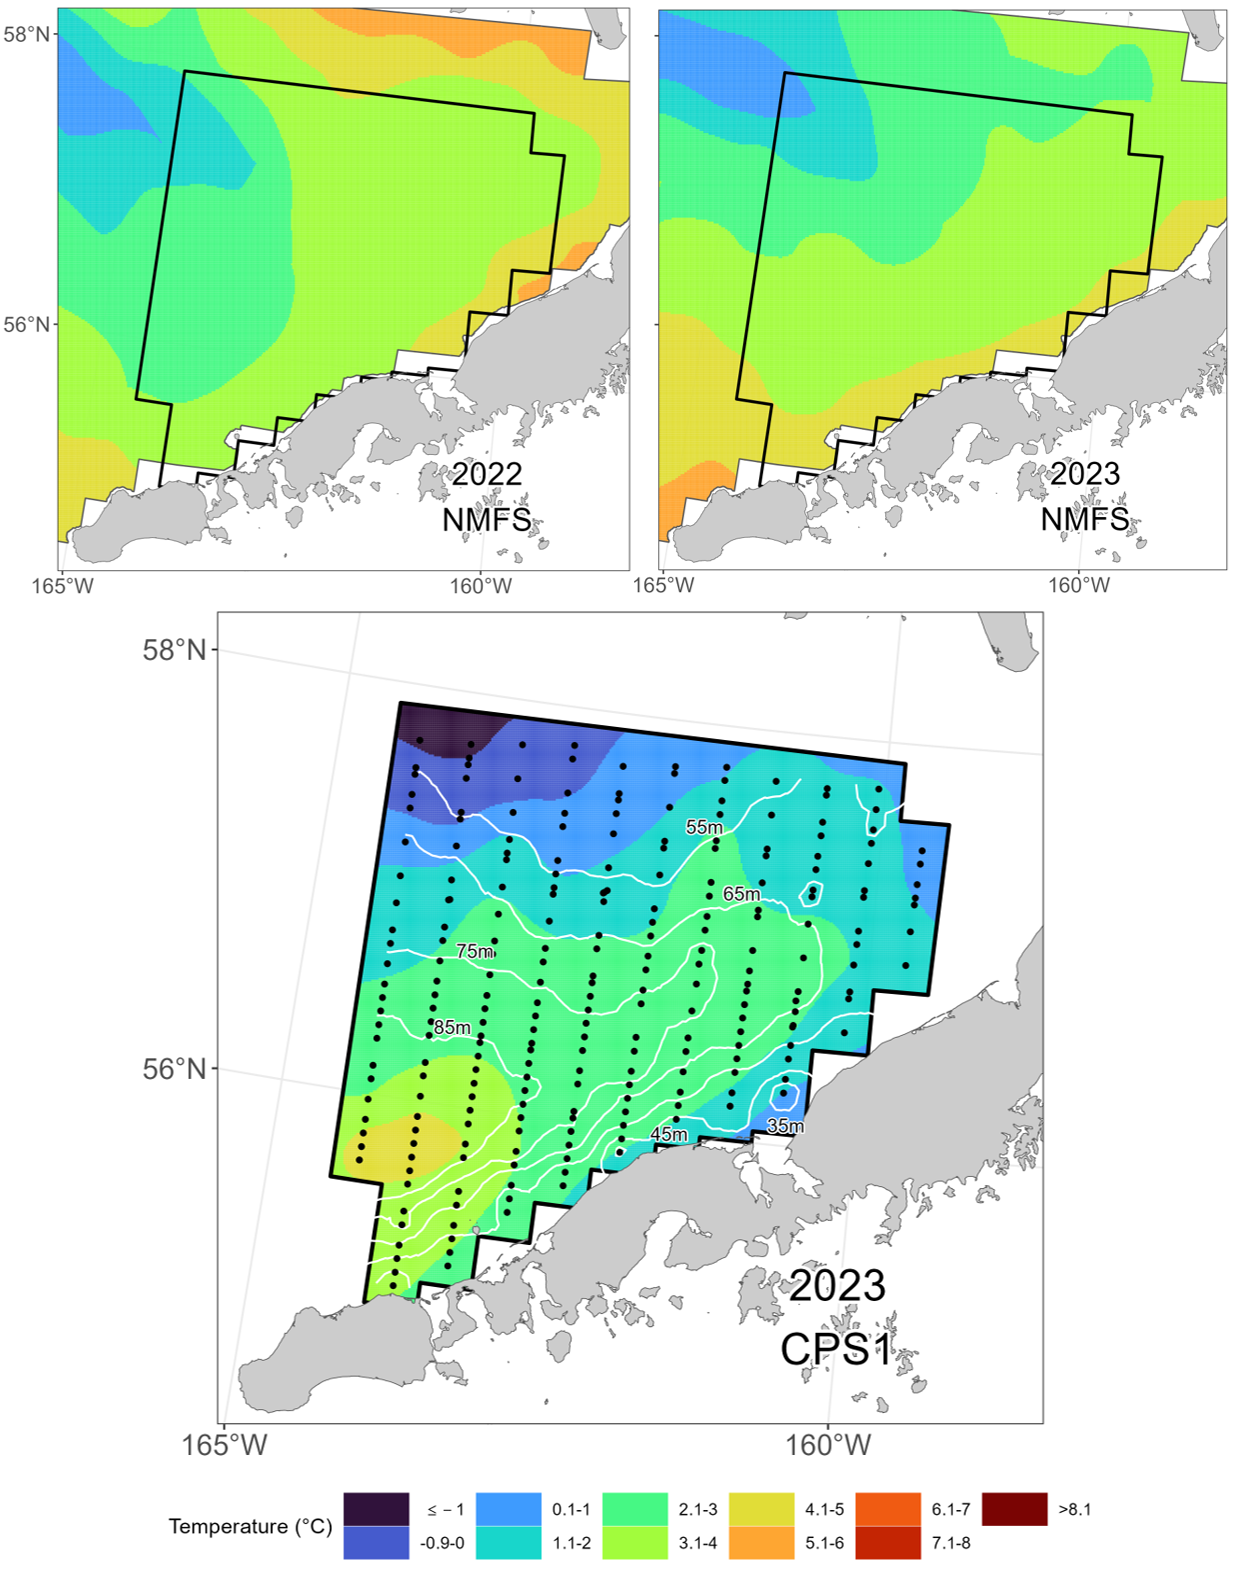 58°N
56°N
2022
NMFS
2023
NMFS
165°W
160°W
165°W
160°W
58°N
55m
65m
75m
85m
56°N
45m
35m
2023
CPS1
165°W
160°W
Temperature (°C)
≤ − 1
0.1-1
2.1-3
4.1-5
6.1-7
>8.1
-0.9-0
1.1-2
3.1-4
5.1-6
7.1-8